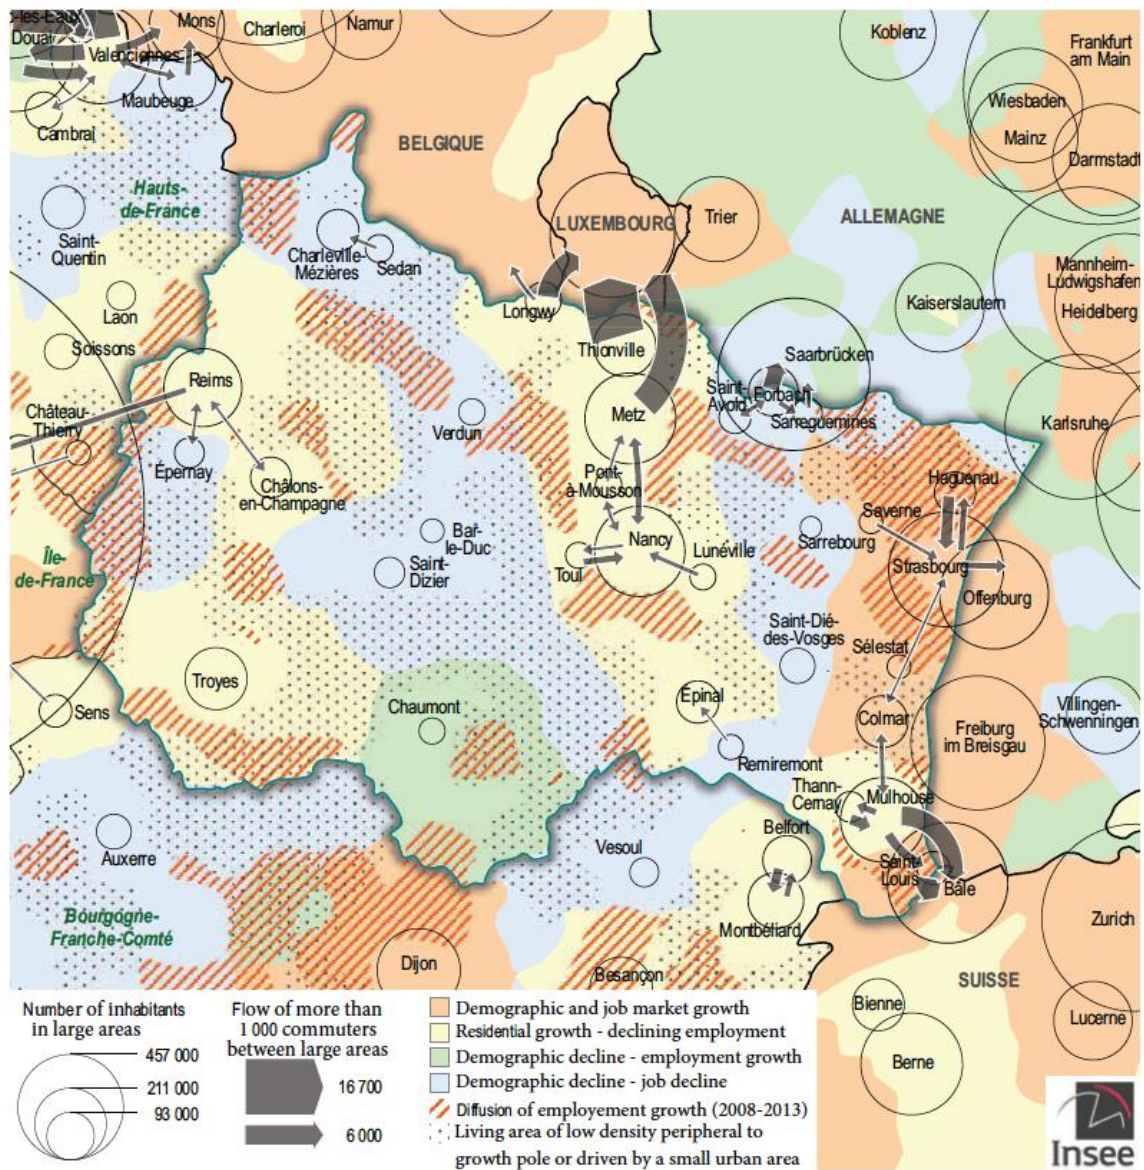 -les-Eaux
Douai
Valenciennes
Mons
Charleroi
Namur
Koblenz
Frankfurt
am Main
Maubeuge
Cambrai
Wiesbaden
Mainz
Darmstadt
BELGIQUE
Hauts-
de-France
LUXEMBOURG
Trier
ALLEMAGNE
Saint-
Quentin
Charleville-
Mézières
Sedan
Mannheim-
Ludwigshafen
Heidelberg
Laon
Longwy
Kaiserslautern
Soissons
Thionville
Saarbrücken
Reims
Saint-
Avold
Forbach
Château-
Thierry
Metz
Sarreguemines
Karlsruhe
Verdun
Épernay
Châlons-
en-Champagne
Pont-
à-Mousson
Haguenau
Saverne
Bar-
le-Duc
Nancy
Lunéville
Sarrebourg
Île-
de-France
Saint-
Dizier
Toul
Strasbourg
Offenburg
Saint-Dié-
des-Vosges
Sélestat
Troyes
Sens
Chaumont
Épinal
Colmar
Freiburg
im Breisgau
Villingen-
Schwenningen
Remiremont
Thann-
Cernay
Mulhouse
Auxerre
Belfort
Vesoul
Saint-
Louis
Bâle
Bourgogne-
Franche-Comté
Montbéliard
Zurich
Dijon
Besançon
SUISSE
Bienne
Lucerne
Berne
Number of inhabitants
in large areas
457 000
211 000
93 000
Flow of more than
1 000 commuters
between large areas
16 700
6 000
Demographic and job market growth
Residential growth - declining employment
Demographic decline - employment growth
Demographic decline - job decline
Diffusion of employement growth (2008-2013)
Living area of low density peripheral to
growth pole or driven by a small urban area
Insee